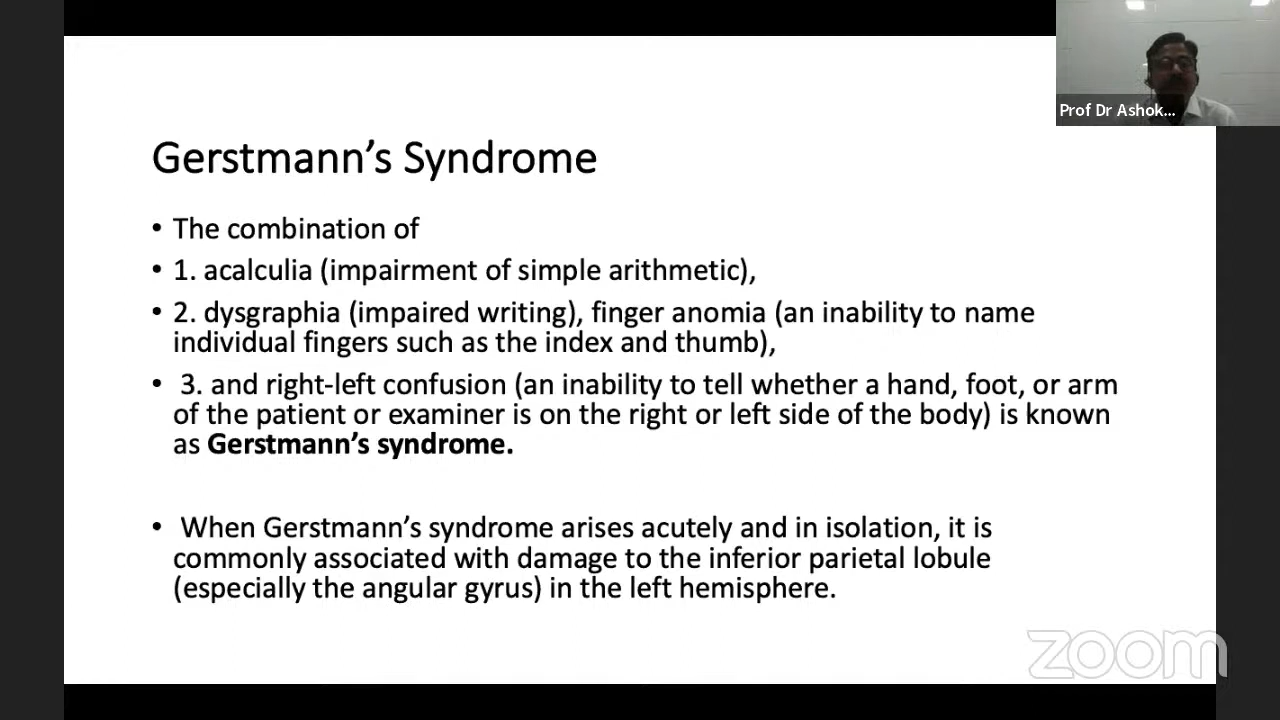 Prof Dr Ashok...
Gerstmann's Syndrome
• The combination of
• 1. acalculia (impairment of simple arithmetic),
• 2. dysgraphia (impaired writing), finger anomia (an inability to name
individual fingers such as the index and thumb),
• 3. and right-left confusion (an inability to tell whether a hand, foot, or arm
of the patient or examiner is on the right or left side of the body) is known
as Gerstmann's syndrome.
• When Gerstmann's syndrome arises acutely and in isolation, it is
commonly associated with damage to the inferior parietal lobule
(especially the angular gyrus) in the left hemisphere.
zoom